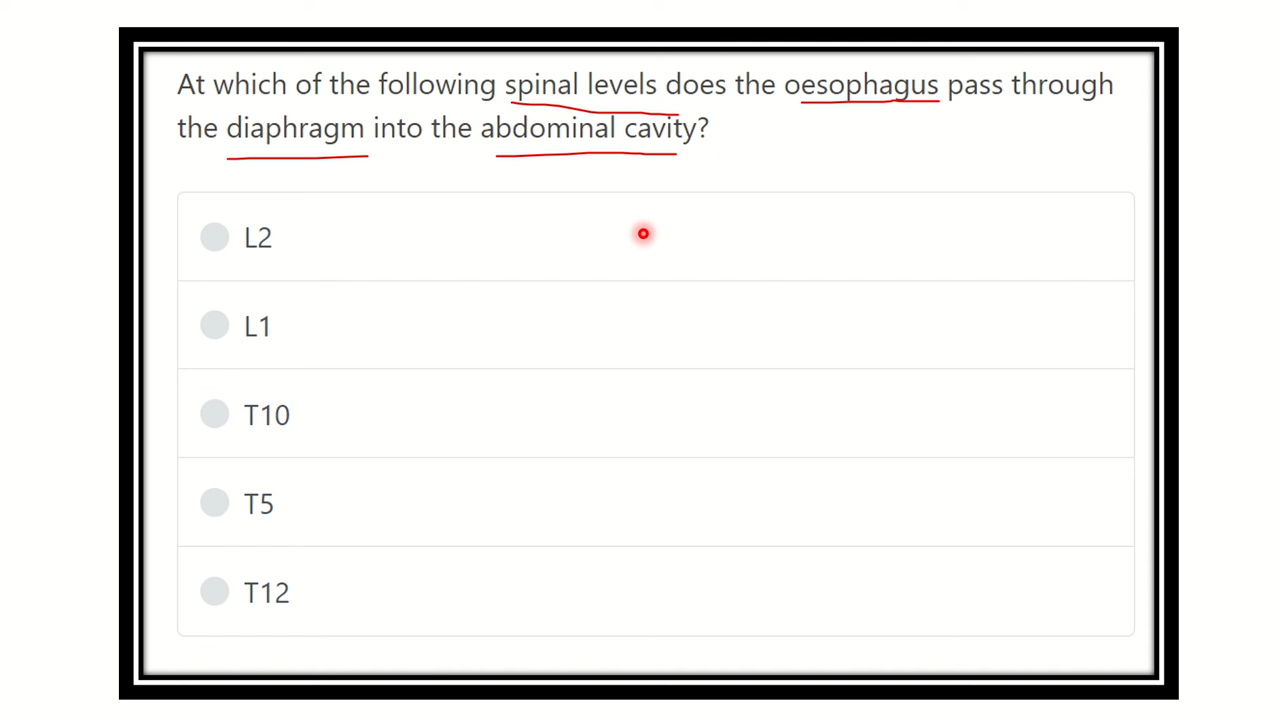 At which of the following spinal levels does the oesophagus pass through
the diaphragm into the abdominal cavity?
L2
L1
T10
T5
T12